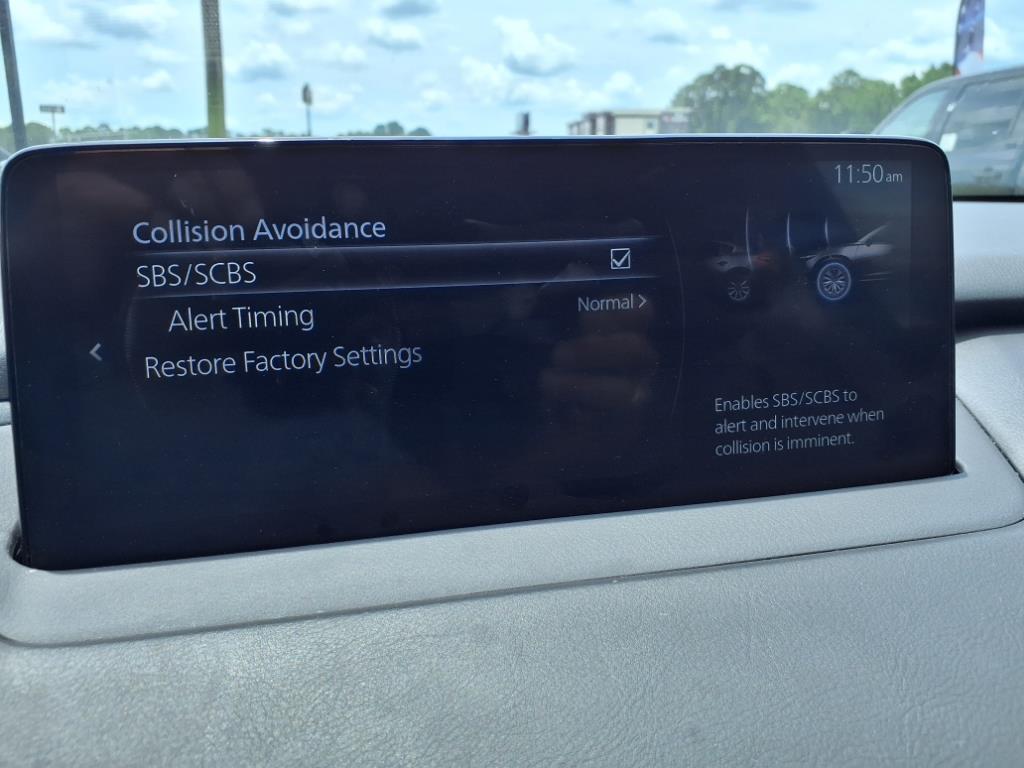 11:50am
Collision Avoidance
SBS/SCBS
Alert Timing Normal
Restore Factory Settings
Enables SBS/SCBS to
alert and intervene when
collision is imminent.